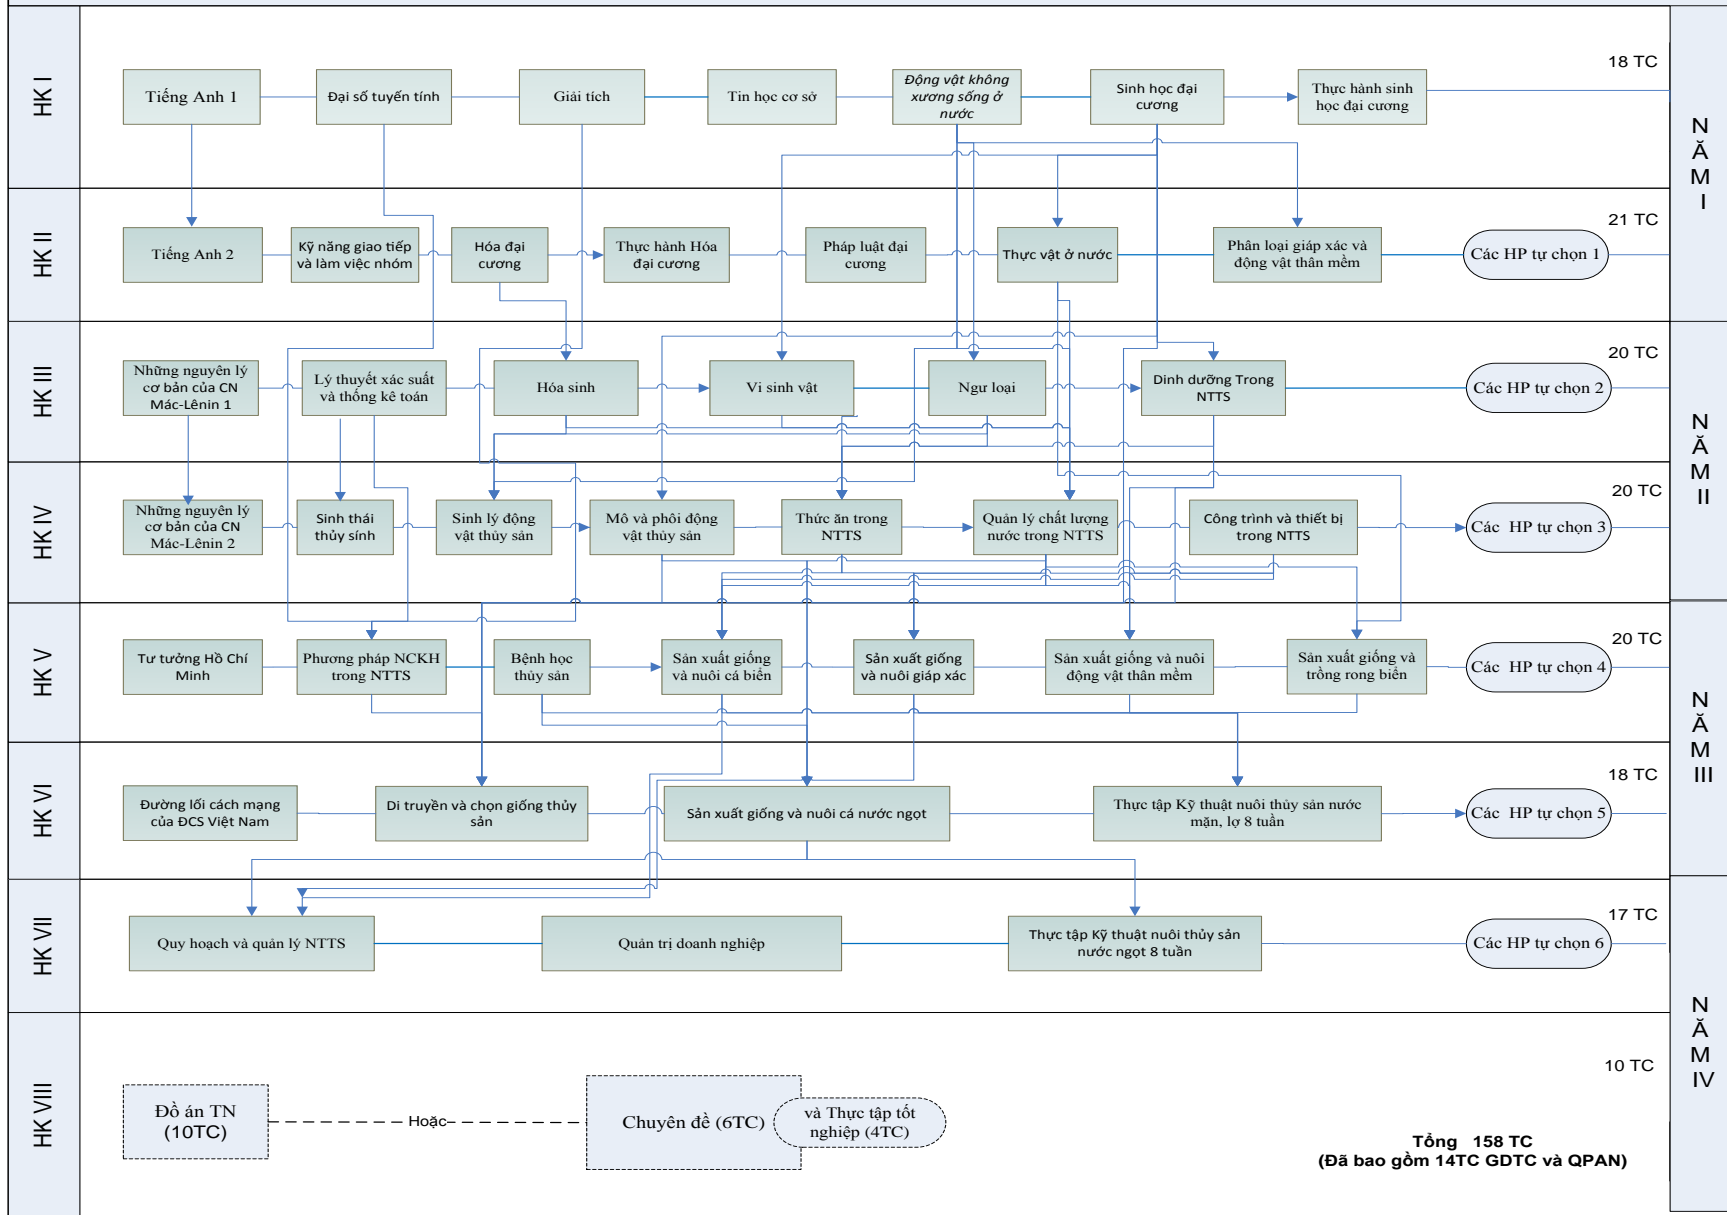 HK I
18 TC
Tiếng Anh 1
Đại số tuyến tính
Giải tích
Tin học cơ sở
Động vật không
xương sống ở
nước
Sinh học đại
cương
Thực hành sinh
học đại cương
N
Ă
M
I
HK II
21 TC
Tiếng Anh 2
Kỹ năng giao tiếp
và làm việc nhóm
Hóa đại
cương
Thực hành Hóa
đại cương
Pháp luật đại
cương
Thực vật ở nước
Phân loại giáp xác và
động vật thân mềm
Các HP tự chọn 1
HK III
20 TC
Những nguyên lý
cơ bản của CN
Mác-Lênin 1
Lý thuyết xác suất
và thống kê toán
Hóa sinh
Vi sinh vật
Ngư loại
Dinh dưỡng Trong
NTTS
Các HP tự chọn 2
N
Ă
M
II
HK IV
20 TC
Những nguyên lý
cơ bản của CN
Mác-Lênin 2
Sinh thái
thủy sính
Sinh lý động
vật thủy sản
Mô và phôi động
vật thủy sản
Thức ăn trong
NTTS
Quản lý chất lượng
nước trong NTTS
Công trình và thiết bị
trong NTTS
Các HP tự chọn 3
HK V
20 TC
Tư tưởng Hồ Chí
Minh
Phương pháp NCKH
trong NTTS
Bệnh học
thủy sản
Sản xuất giống
và nuôi cá biển
Sản xuất giống
và nuôi giáp xác
Sản xuất giống và nuôi
động vật thân mềm
Sản xuất giống và
trồng rong biển
Các HP tự chọn 4
N
Ă
M
III
HK VI
18 TC
Đường lối cách mạng
của ĐCS Việt Nam
Di truyền và chọn giống thủy
sản
Sản xuất giống và nuôi cá nước ngọt
Thực tập Kỹ thuật nuôi thủy sản nước
mặn, lợ 8 tuần
Các HP tự chọn 5
HK VII
17 TC
Quy hoạch và quản lý NTTS
Quản trị doanh nghiệp
Thực tập Kỹ thuật nuôi thủy sản
nước ngọt 8 tuần
Các HP tự chọn 6
N
Ă
M
IV
HK VIII
10 TC
Đồ án TN
(10TC)
Hoặc
Chuyên đề (6TC)
và Thực tập tốt
nghiệp (4TC)
Tổng 158 TC
(Đã bao gồm 14TC GDTC và QPAN)